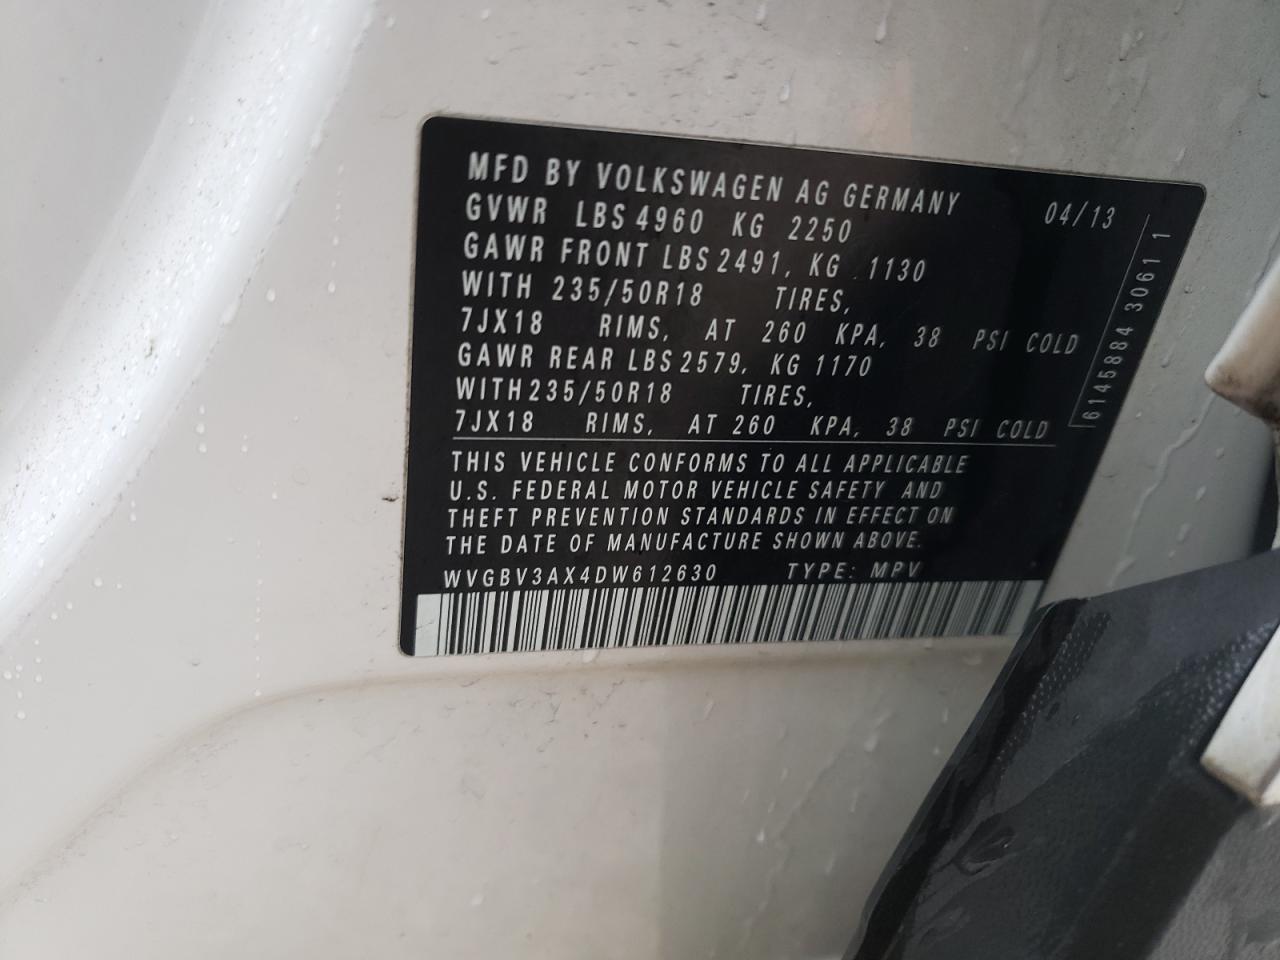 MFD BY VOLKSWAGEN AG GERMANY 04/13
GVWR LBS 4960 KG 2250
GAWR FRONT LBS 2491, KG 1130
WITH 235/50R18 TIRES,
7JX18 RIMS, AT 260 KPA, 38 PSI COLD
GAWR REAR LBS 2579, KG 1170
WITH 235/50R18 TIRES,
7JX18 RIMS, AT 260 KPA, 38 PSI COLD
THIS VEHICLE CONFORMS TO ALL APPLICABLE
U.S. FEDERAL MOTOR VEHICLE SAFETY AND
THEFT PREVENTION STANDARDS IN EFFECT ON
THE DATE OF MANUFACTURE SHOWN ABOVE.
WVGBV3AX4DW612630 TYPE: MPV
6145884 3061 1